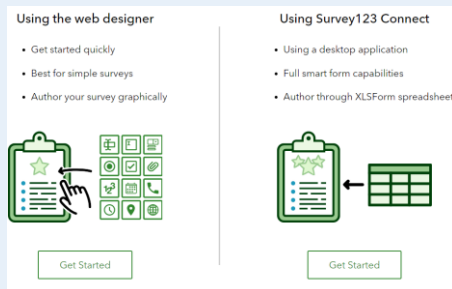 Using the web designer
• Get started quickly
• Best for simple surveys
• Author your survey graphically
Get Started
Using Survey123 Connect
• Using a desktop application
• Full smart form capabilities
• Author through XLSForm spreadsheet
Get Started